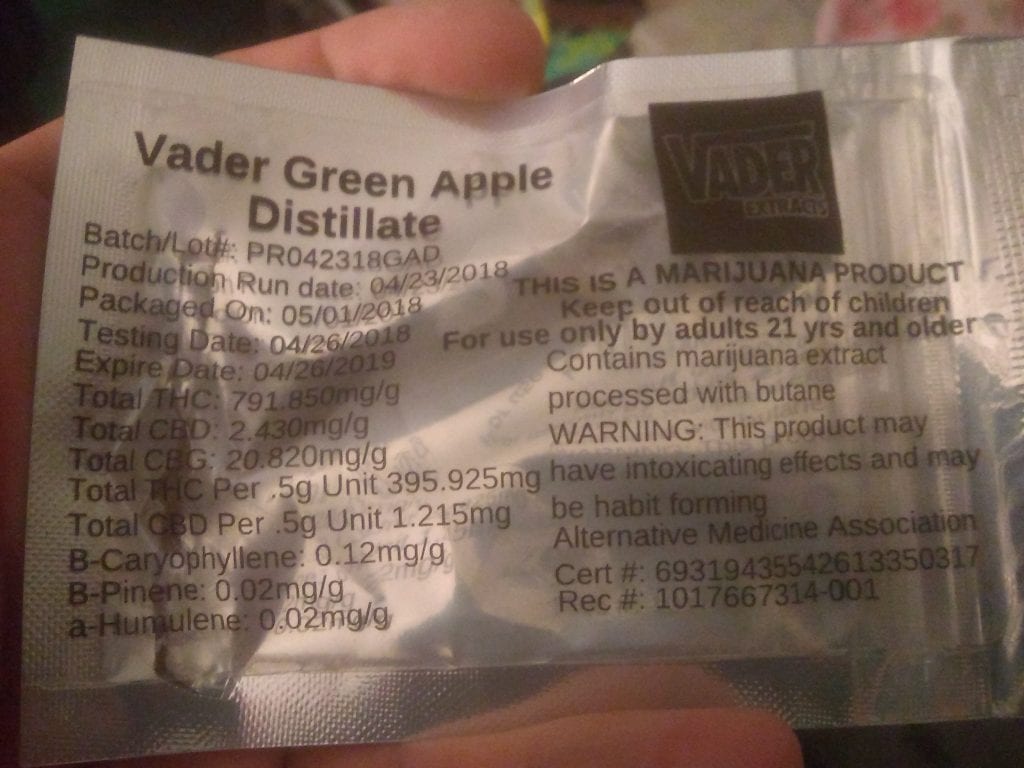 Vader Green Apple
Distillate
Batch/Lot#: PR042318GAD
Production Run date: 04/23/2018
Packaged On: 05/01/2018
Testing Date: 04/26/2018
Expire Date: 04/26/2019
Total THC: 791.850mg/g
Total CBD: 2.430mg/g
Total CBG: 20.820mg/g
Total THC Per .5g Unit 395.925mg
Total CBD Per .5g Unit 1.215mg
B-Caryophyllene: 0.12mg/g
B-Pinene: 0.02mg/g
a-Humulene: 0.02mg/g
VADER
EXTRACTS
THIS IS A MARIJUANA PRODUCT
Keep out of reach of children
For use only by adults 21 yrs and older
Contains marijuana extract
processed with butane
WARNING: This product may
have intoxicating effects and may
be habit forming
Alternative Medicine Association
Cert #: 69319435542613350317
Rec #: 1017667314-001